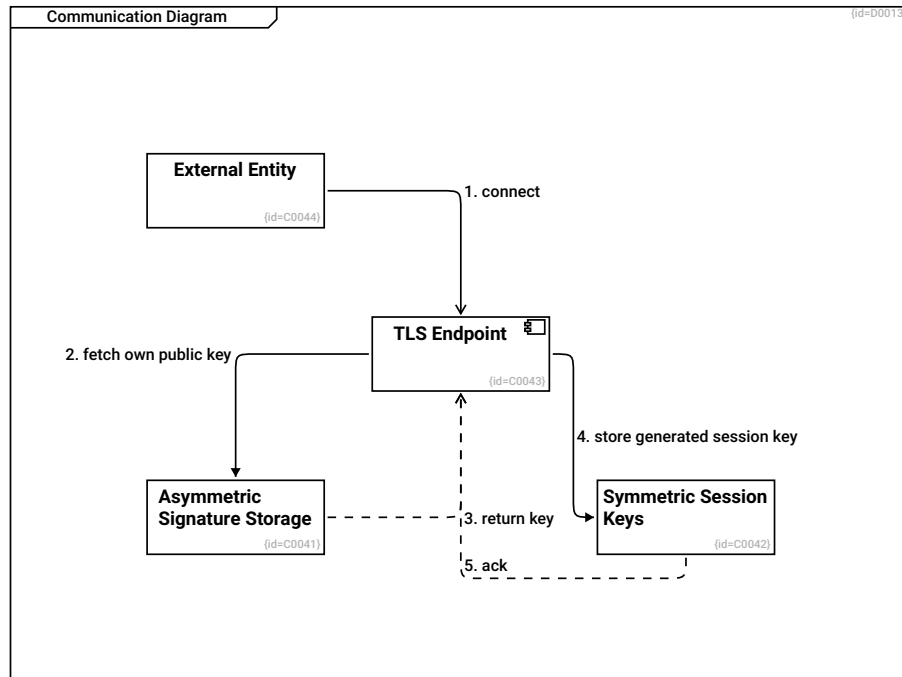 Communication Diagram
{id=D0013
External Entity
{id=C0044}
1. connect
TLS Endpoint
{id=C0043}
2. fetch own public key
4. store generated session key
Asymmetric
Signature Storage
{id=C0041}
3. return key
Symmetric Session
Keys
{id=C0042}
5. ack